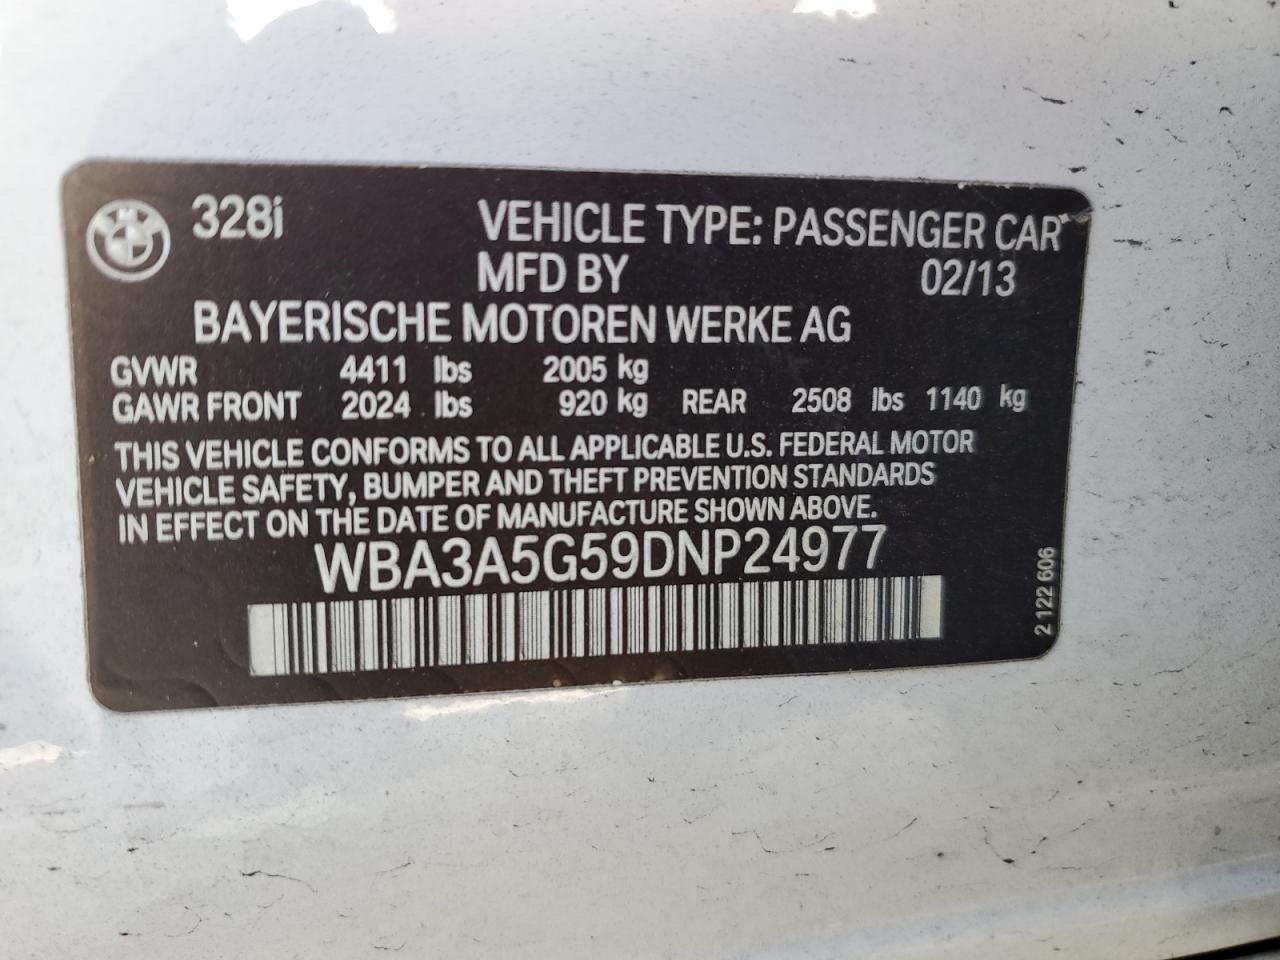 328i VEHICLE TYPE: PASSENGER CAR
MFD BY 02/13
BAYERISCHE MOTOREN WERKE AG
GVWR 4411 lbs 2005 kg
GAWR FRONT 2024 lbs 920 kg REAR 2508 lbs 1140 kg
THIS VEHICLE CONFORMS TO ALL APPLICABLE U.S. FEDERAL MOTOR
VEHICLE SAFETY, BUMPER AND THEFT PREVENTION STANDARDS
IN EFFECT ON THE DATE OF MANUFACTURE SHOWN ABOVE.
WBA3A5G59DNP24977
2 122 606